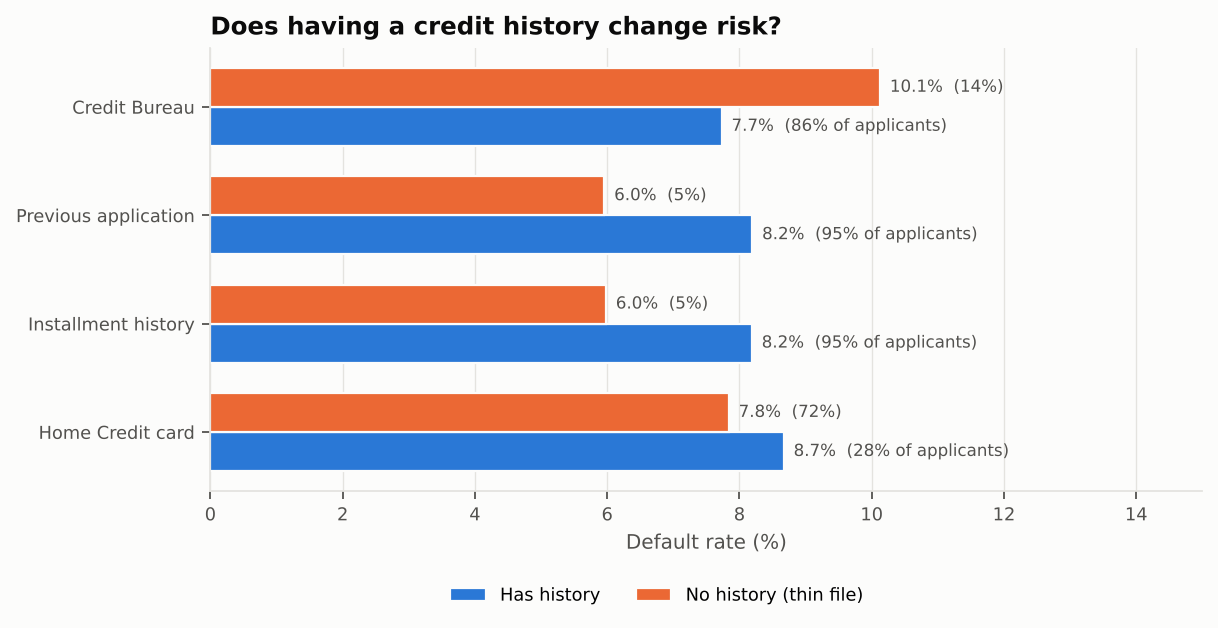 Does having a credit history change risk?
Credit Bureau
10.1%  (14%)
7.7%  (86% of applicants)
Previous application
6.0%  (5%)
8.2%  (95% of applicants)
Installment history
6.0%  (5%)
8.2%  (95% of applicants)
Home Credit card
7.8%  (72%)
8.7%  (28% of applicants)
0 2 4 6 8 10 12 14
Default rate (%)
Has history No history (thin file)